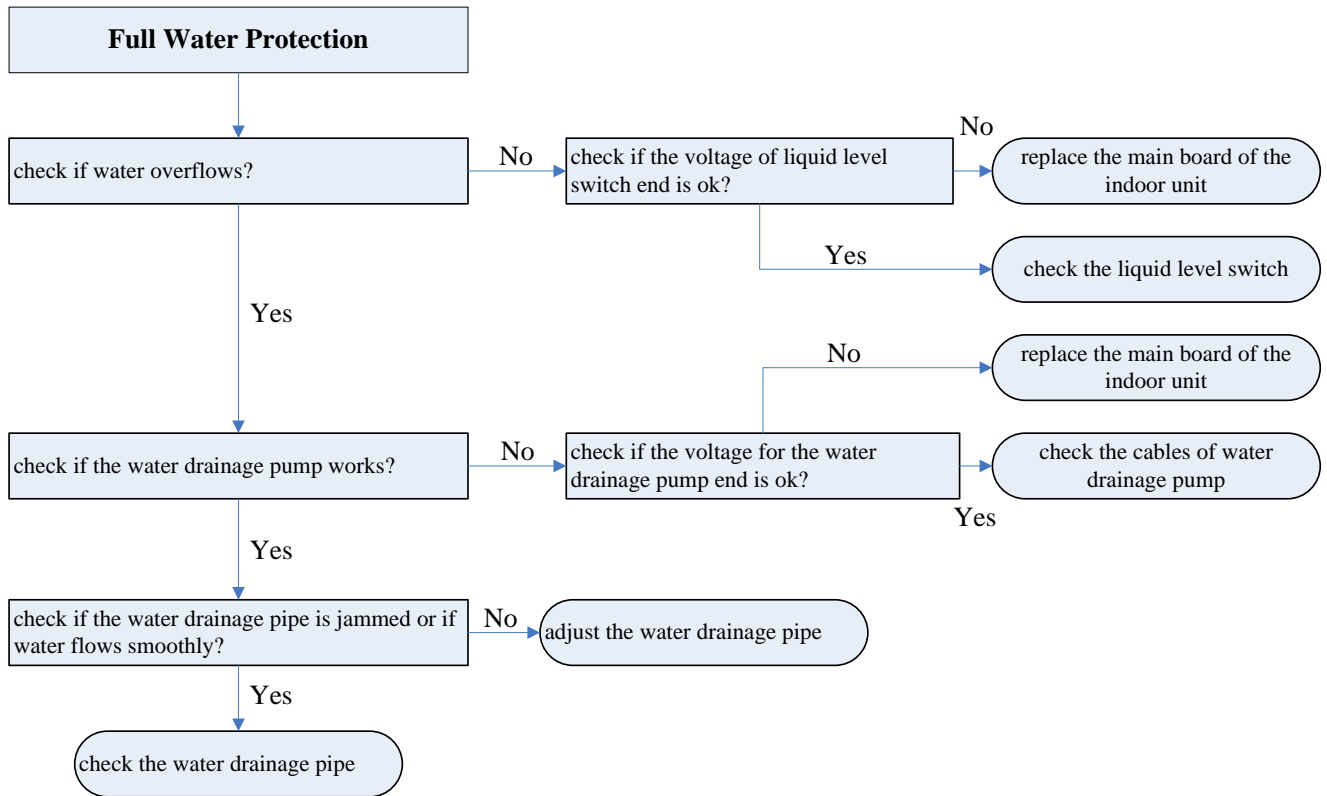 Full Water Protection
check if water overflows?
No
check if the voltage of liquid level
switch end is ok?
No
replace the main board of the
indoor unit
Yes
check the liquid level switch
Yes
No
replace the main board of the
indoor unit
check if the water drainage pump works?
No
check if the voltage for the water
drainage pump end is ok?
Yes
check the cables of water
drainage pump
Yes
check if the water drainage pipe is jammed or if
water flows smoothly?
No
adjust the water drainage pipe
Yes
check the water drainage pipe